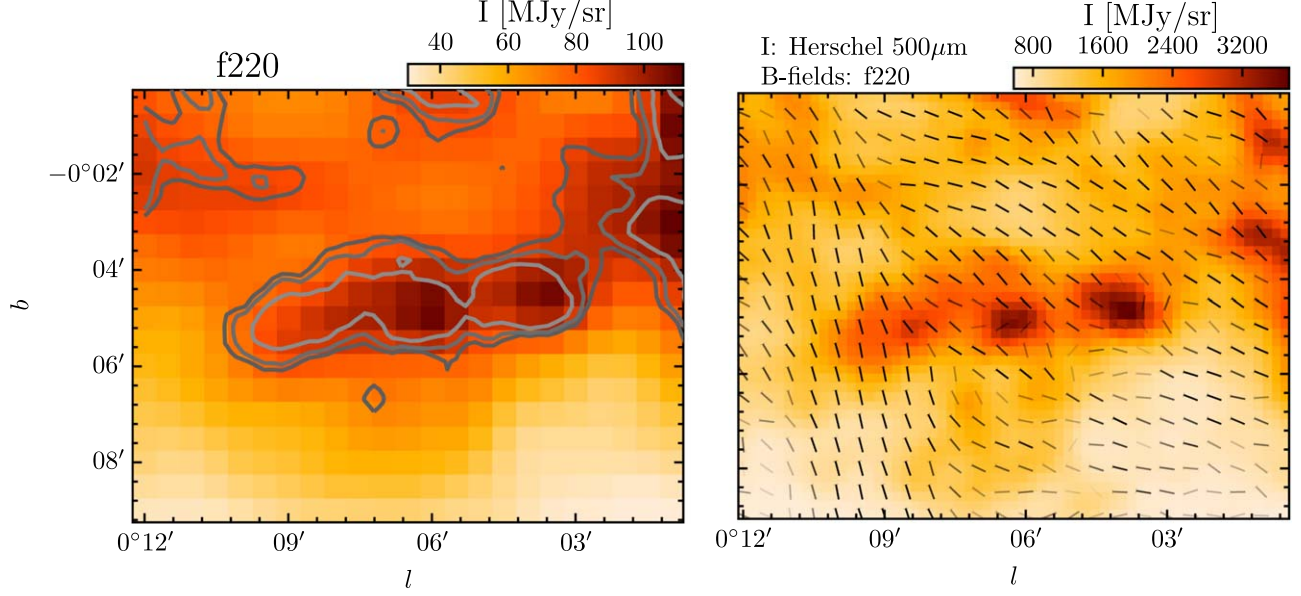 I [MJy/sr]
40 60 80 100
f220
−0°02′
04′
06′
08′
b
0°12′ 09′ 06′ 03′
l
I [MJy/sr]
I: Herschel 500μm
800 1600 2400 3200
B-fields: f220
0°12′ 09′ 06′ 03′
l